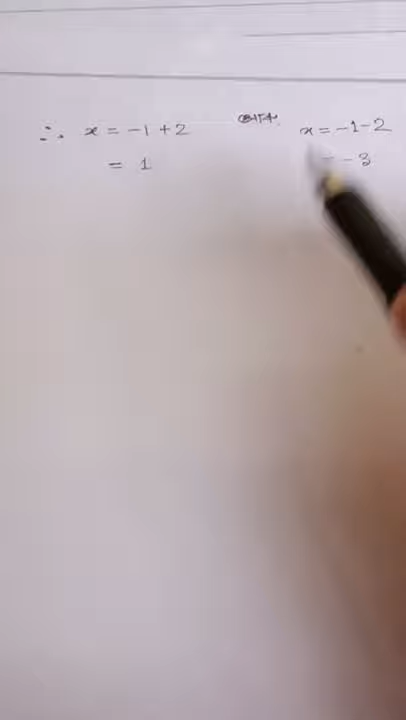 ∴ x = -1 + 2 x = -1 - 2
= 1 = - 3